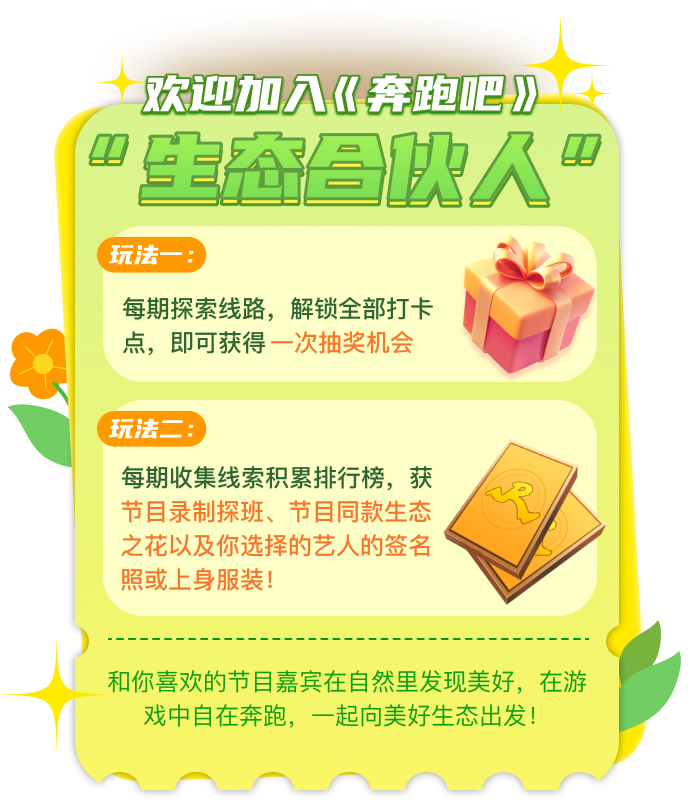 欢迎加入《奔跑吧》
"生态合伙人"
玩法一：
每期探索线路，解锁全部打卡
点，即可获得一次抽奖机会
玩法二：
每期收集线索积累排行榜，获
节目录制探班、节目同款生态
之花以及你选择的艺人的签名
照或上身服装！
和你喜欢的节目嘉宾在自然里发现美好，在游
戏中自在奔跑，一起向美好生态出发！